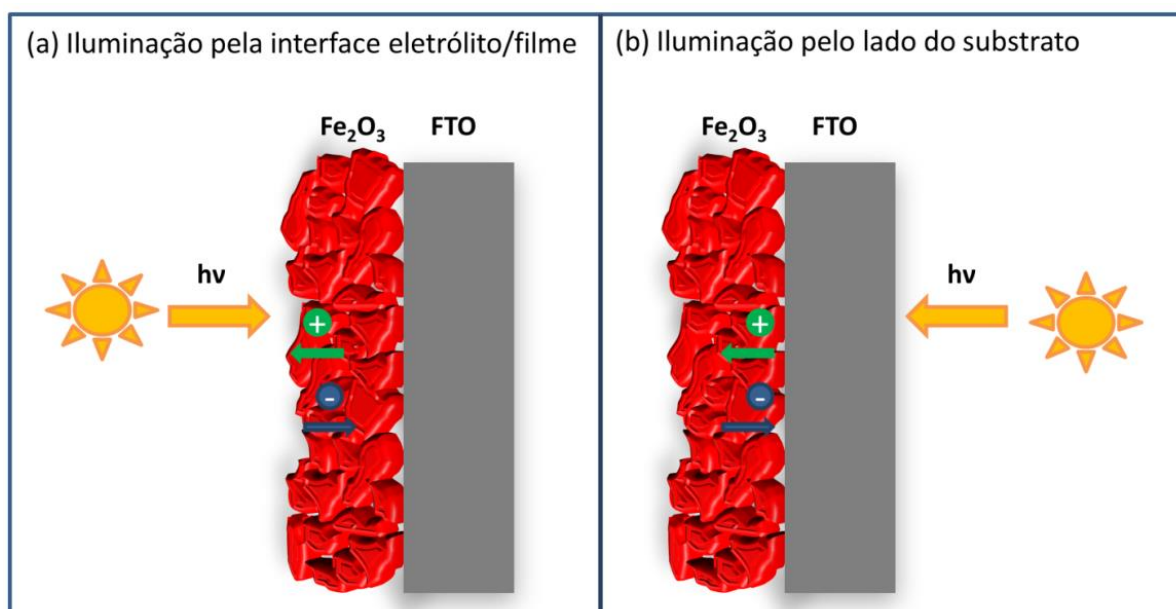 (a) Iluminação pela interface eletrólito/filme
Fe₂O₃ FTO
hν
+
-
(b) Iluminação pelo lado do substrato
Fe₂O₃ FTO
hν
+
-